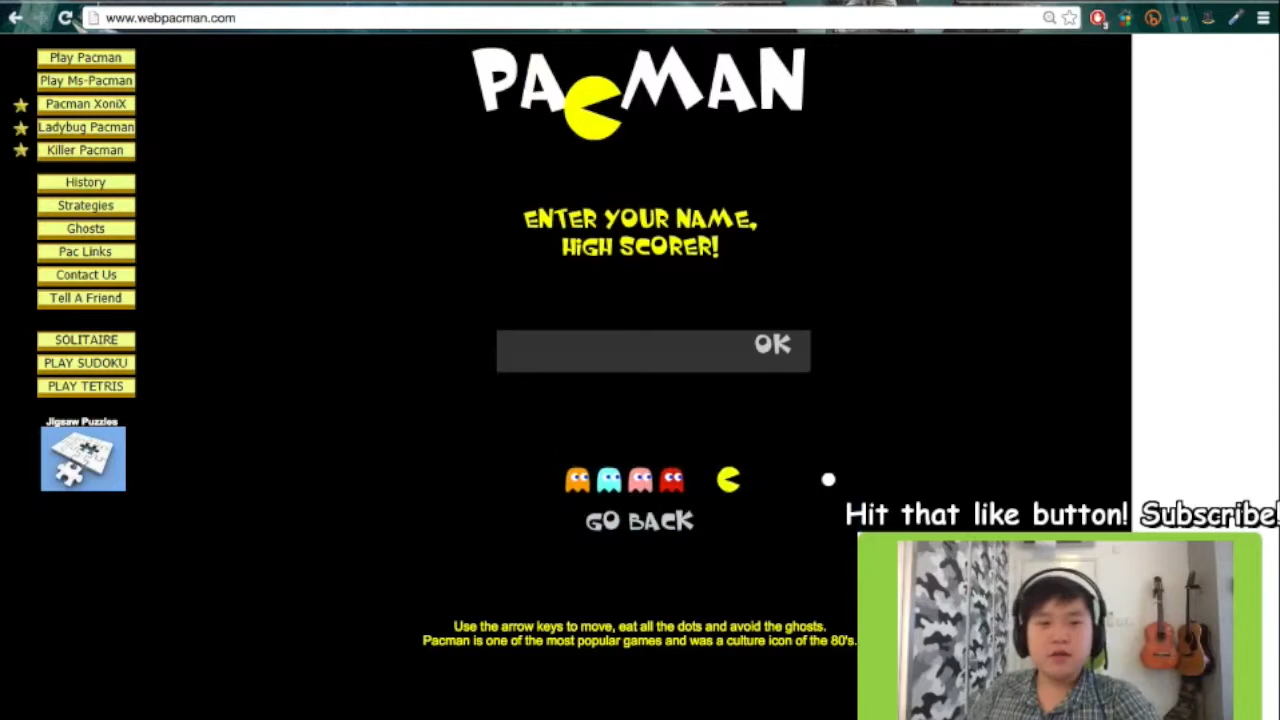 www.webpacman.com
Play Pacman
Play Ms-Pacman
Pacman XoniX
Ladybug Pacman
Killer Pacman
History
Strategies
Ghosts
Pac Links
Contact Us
Tell A Friend
SOLITAIRE
PLAY SUDOKU
PLAY TETRIS
Jigsaw Puzzles
PACMAN
ENTER YOUR NAME,
HIGH SCORER!
OK
GO BACK
Use the arrow keys to move, eat all the dots and avoid the ghosts.
Pacman is one of the most popular games and was a culture icon of the 80's.
Hit that like button! Subscribe!